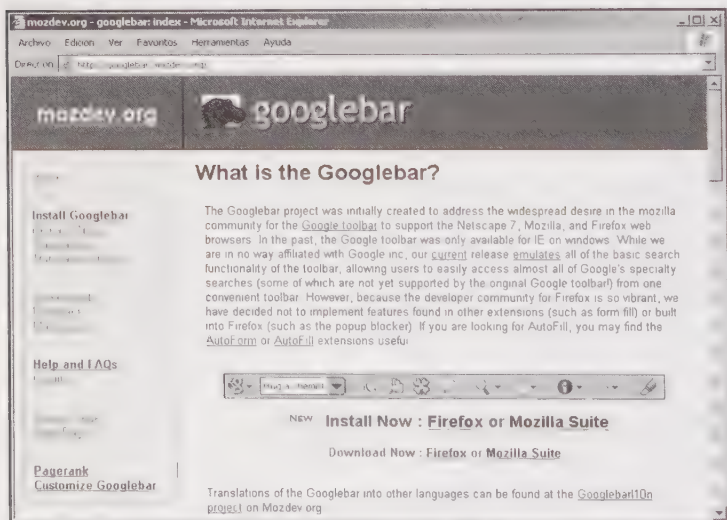 mozdev.org - googlebar: index - Microsoft Internet Explorer
Archivo Edición Ver Favoritos Herramientas Ayuda
mozdev.org
googlebar
What is the Googlebar?
The Googlebar project was initially created to address the widespread desire in the mozilla
community for the Google toolbar to support the Netscape 7, Mozilla, and Firefox web
browsers. In the past, the Google toolbar was only available for IE on windows. While we
are in no way affiliated with Google inc, our current release emulates all of the basic search
functionality of the toolbar, allowing users to easily access almost all of Google's specialty
searches (some of which are not yet supported by the original Google toolbar!) from one
convenient toolbar. However, because the developer community for Firefox is so vibrant, we
have decided not to implement features found in other extensions (such as form fill) or built
into Firefox (such as the popup blocker). If you are looking for AutoFill, you may find the
AutoForm or AutoFill extensions useful
NEW Install Now : Firefox or Mozilla Suite
Download Now : Firefox or Mozilla Suite
Translations of the Googlebar into other languages can be found at the Googlebarl10n
project on Mozdev org
Install Googlebar
Help and FAQs
Pagerank
Customize Googlebar